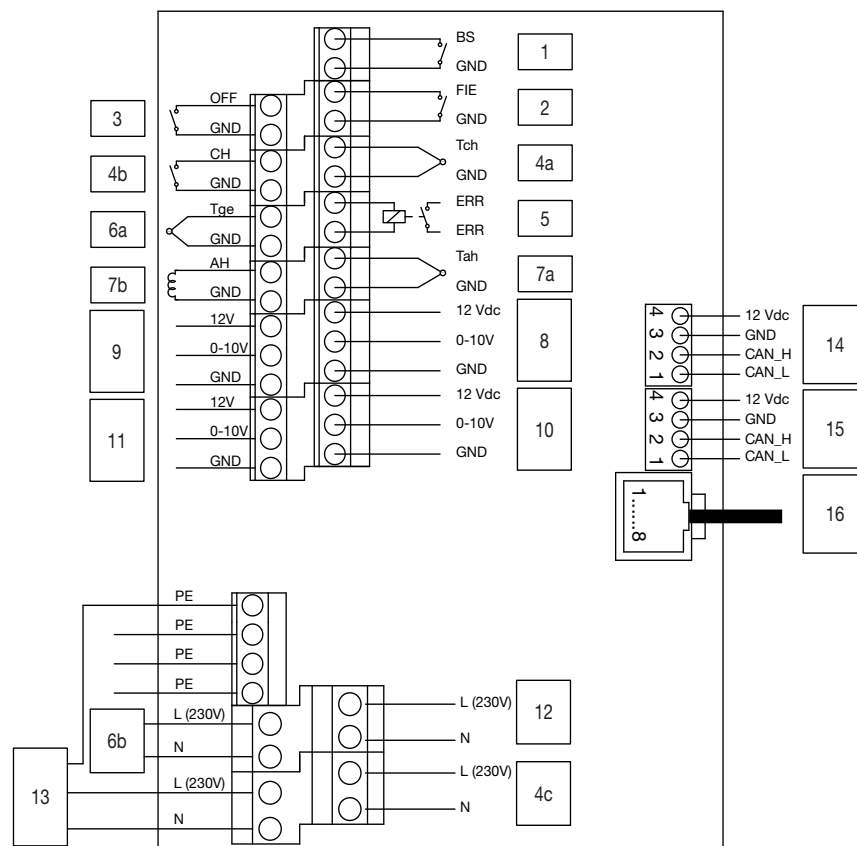 BS
1
GND
FIE
2
GND
3
OFF
GND
Tch
4a
GND
4b
CH
GND
ERR
5
ERR
6a
Tge
GND
Tah
7a
GND
7b
AH
GND
12 Vdc
0-10V
8
GND
9
12V
0-10V
GND
12 Vdc
0-10V
10
GND
11
12V
0-10V
GND
4 12 Vdc
3 GND
2 CAN_H
1 CAN_L
14
4 12 Vdc
3 GND
2 CAN_H
1 CAN_L
15
1......8
16
PE
PE
PE
PE
6b
L (230V)
N
L (230V)
12
N
13
L (230V)
N
L (230V)
4c
N